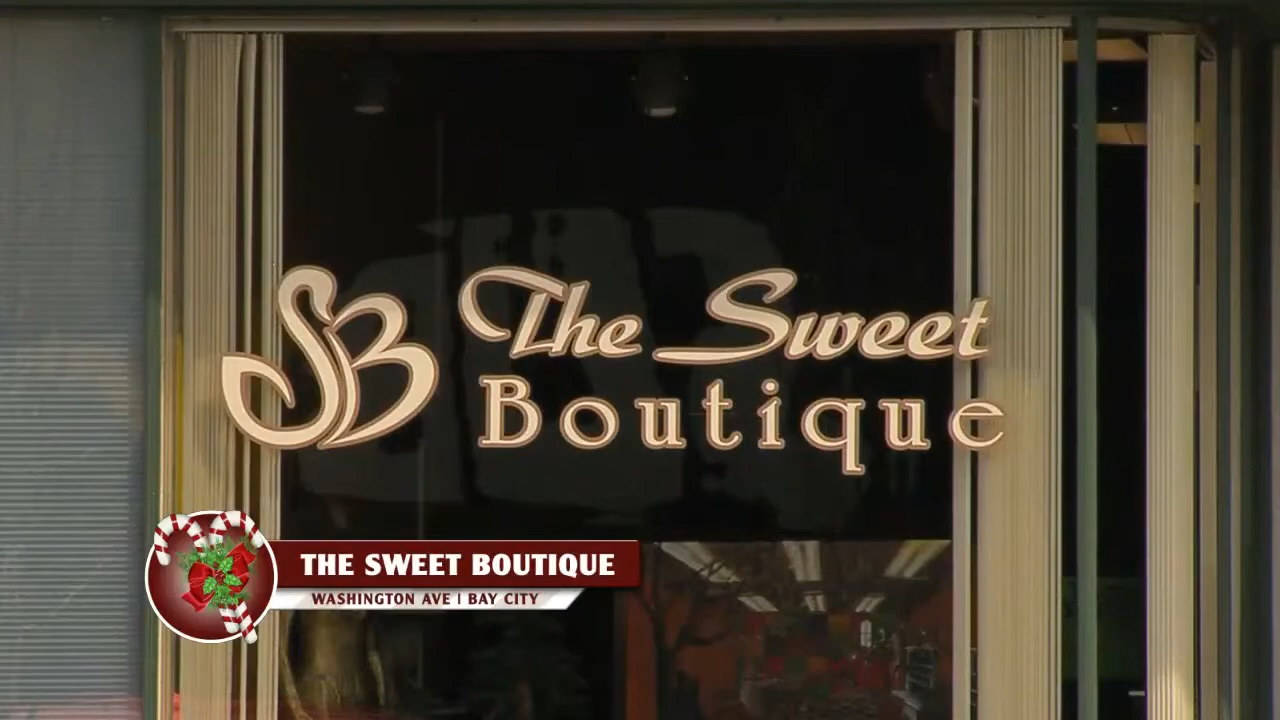 SB
The Sweet
Boutique
THE SWEET BOUTIQUE
WASHINGTON AVE | BAY CITY